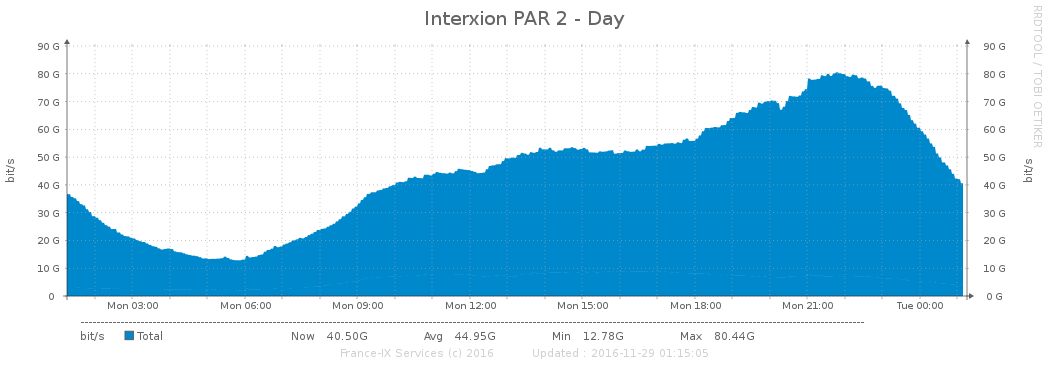 Interxion PAR 2 - Day
RRDTOOL / TOBI OETIKER
bit/s
90 G 90 G
80 G 80 G
70 G 70 G
60 G 60 G
50 G 50 G
40 G 40 G
30 G 30 G
20 G 20 G
10 G 10 G
0 0 G
bit/s
Mon 03:00 Mon 06:00 Mon 09:00 Mon 12:00 Mon 15:00 Mon 18:00 Mon 21:00 Tue 00:00
bit/s Total Now 40.50G Avg 44.95G Min 12.78G Max 80.44G
France-IX Services (c) 2016 Updated : 2016-11-29 01:15:05